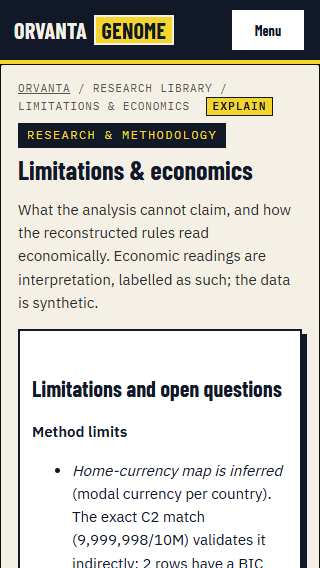 ORVANTA GENOME
Menu
ORVANTA / RESEARCH LIBRARY /
LIMITATIONS & ECONOMICS EXPLAIN
RESEARCH & METHODOLOGY
Limitations & economics
What the analysis cannot claim, and how
the reconstructed rules read
economically. Economic readings are
interpretation, labelled as such; the data
is synthetic.
Limitations and open questions
Method limits
• Home-currency map is inferred
(modal currency per country).
The exact C2 match
(9,999,998/10M) validates it
indirectly; 2 rows have a BIC